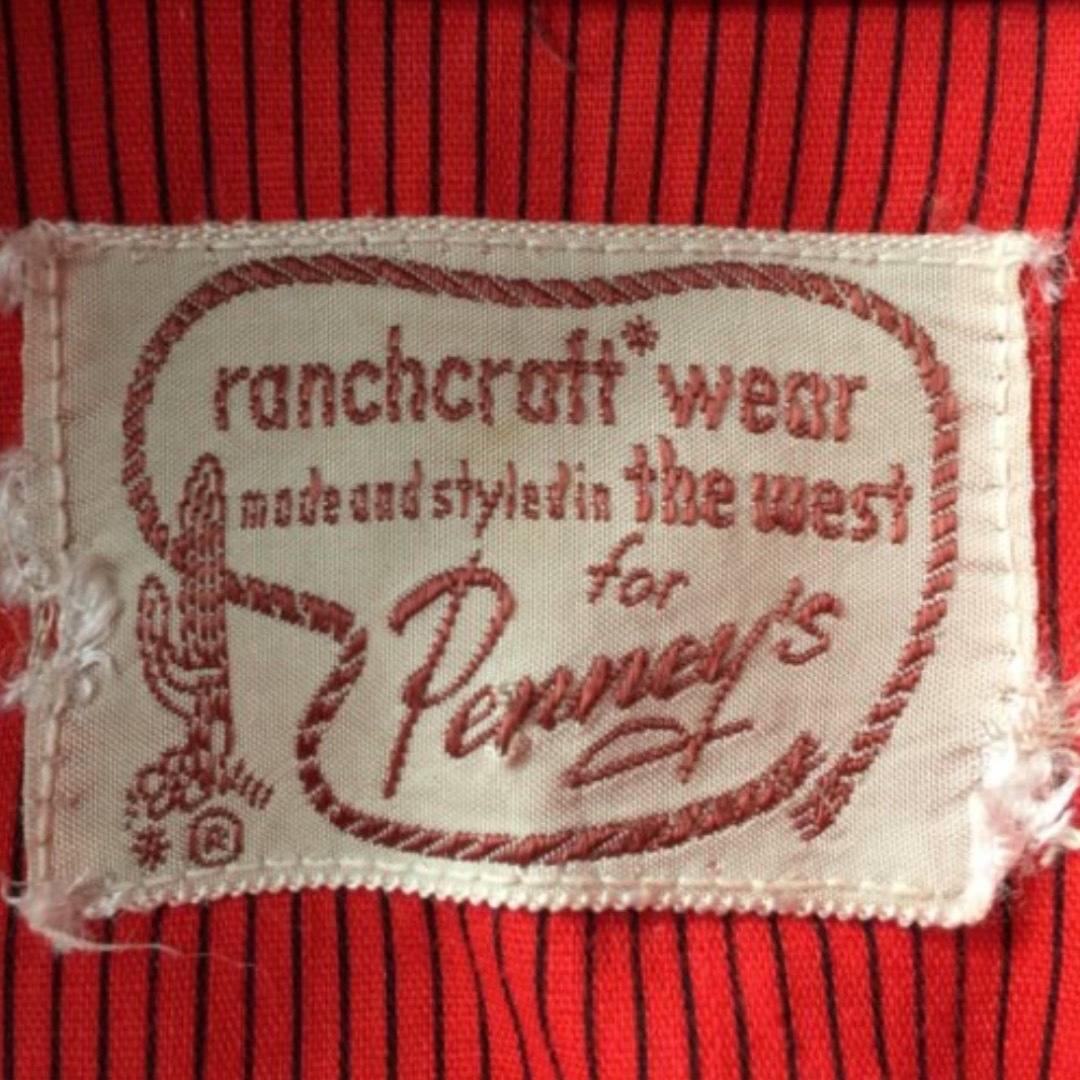 ranchcraft* wear
made and styled in the west
for
Penney's
* ®